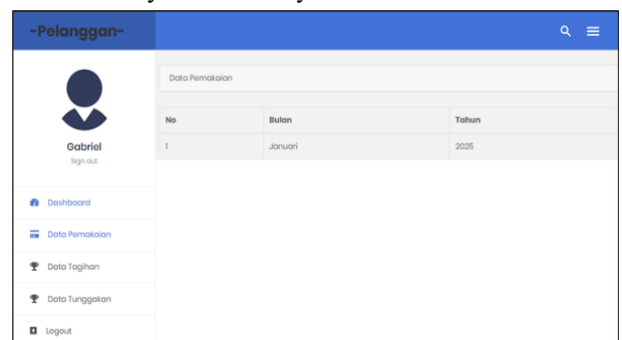 -Pelanggan-
Gabriel
Sign out
Dashboard
Data Pemakaian
Data Tagihan
Data Tunggakan
Logout
Data Pemakaian
No Bulan Tahun
1 Januari 2025